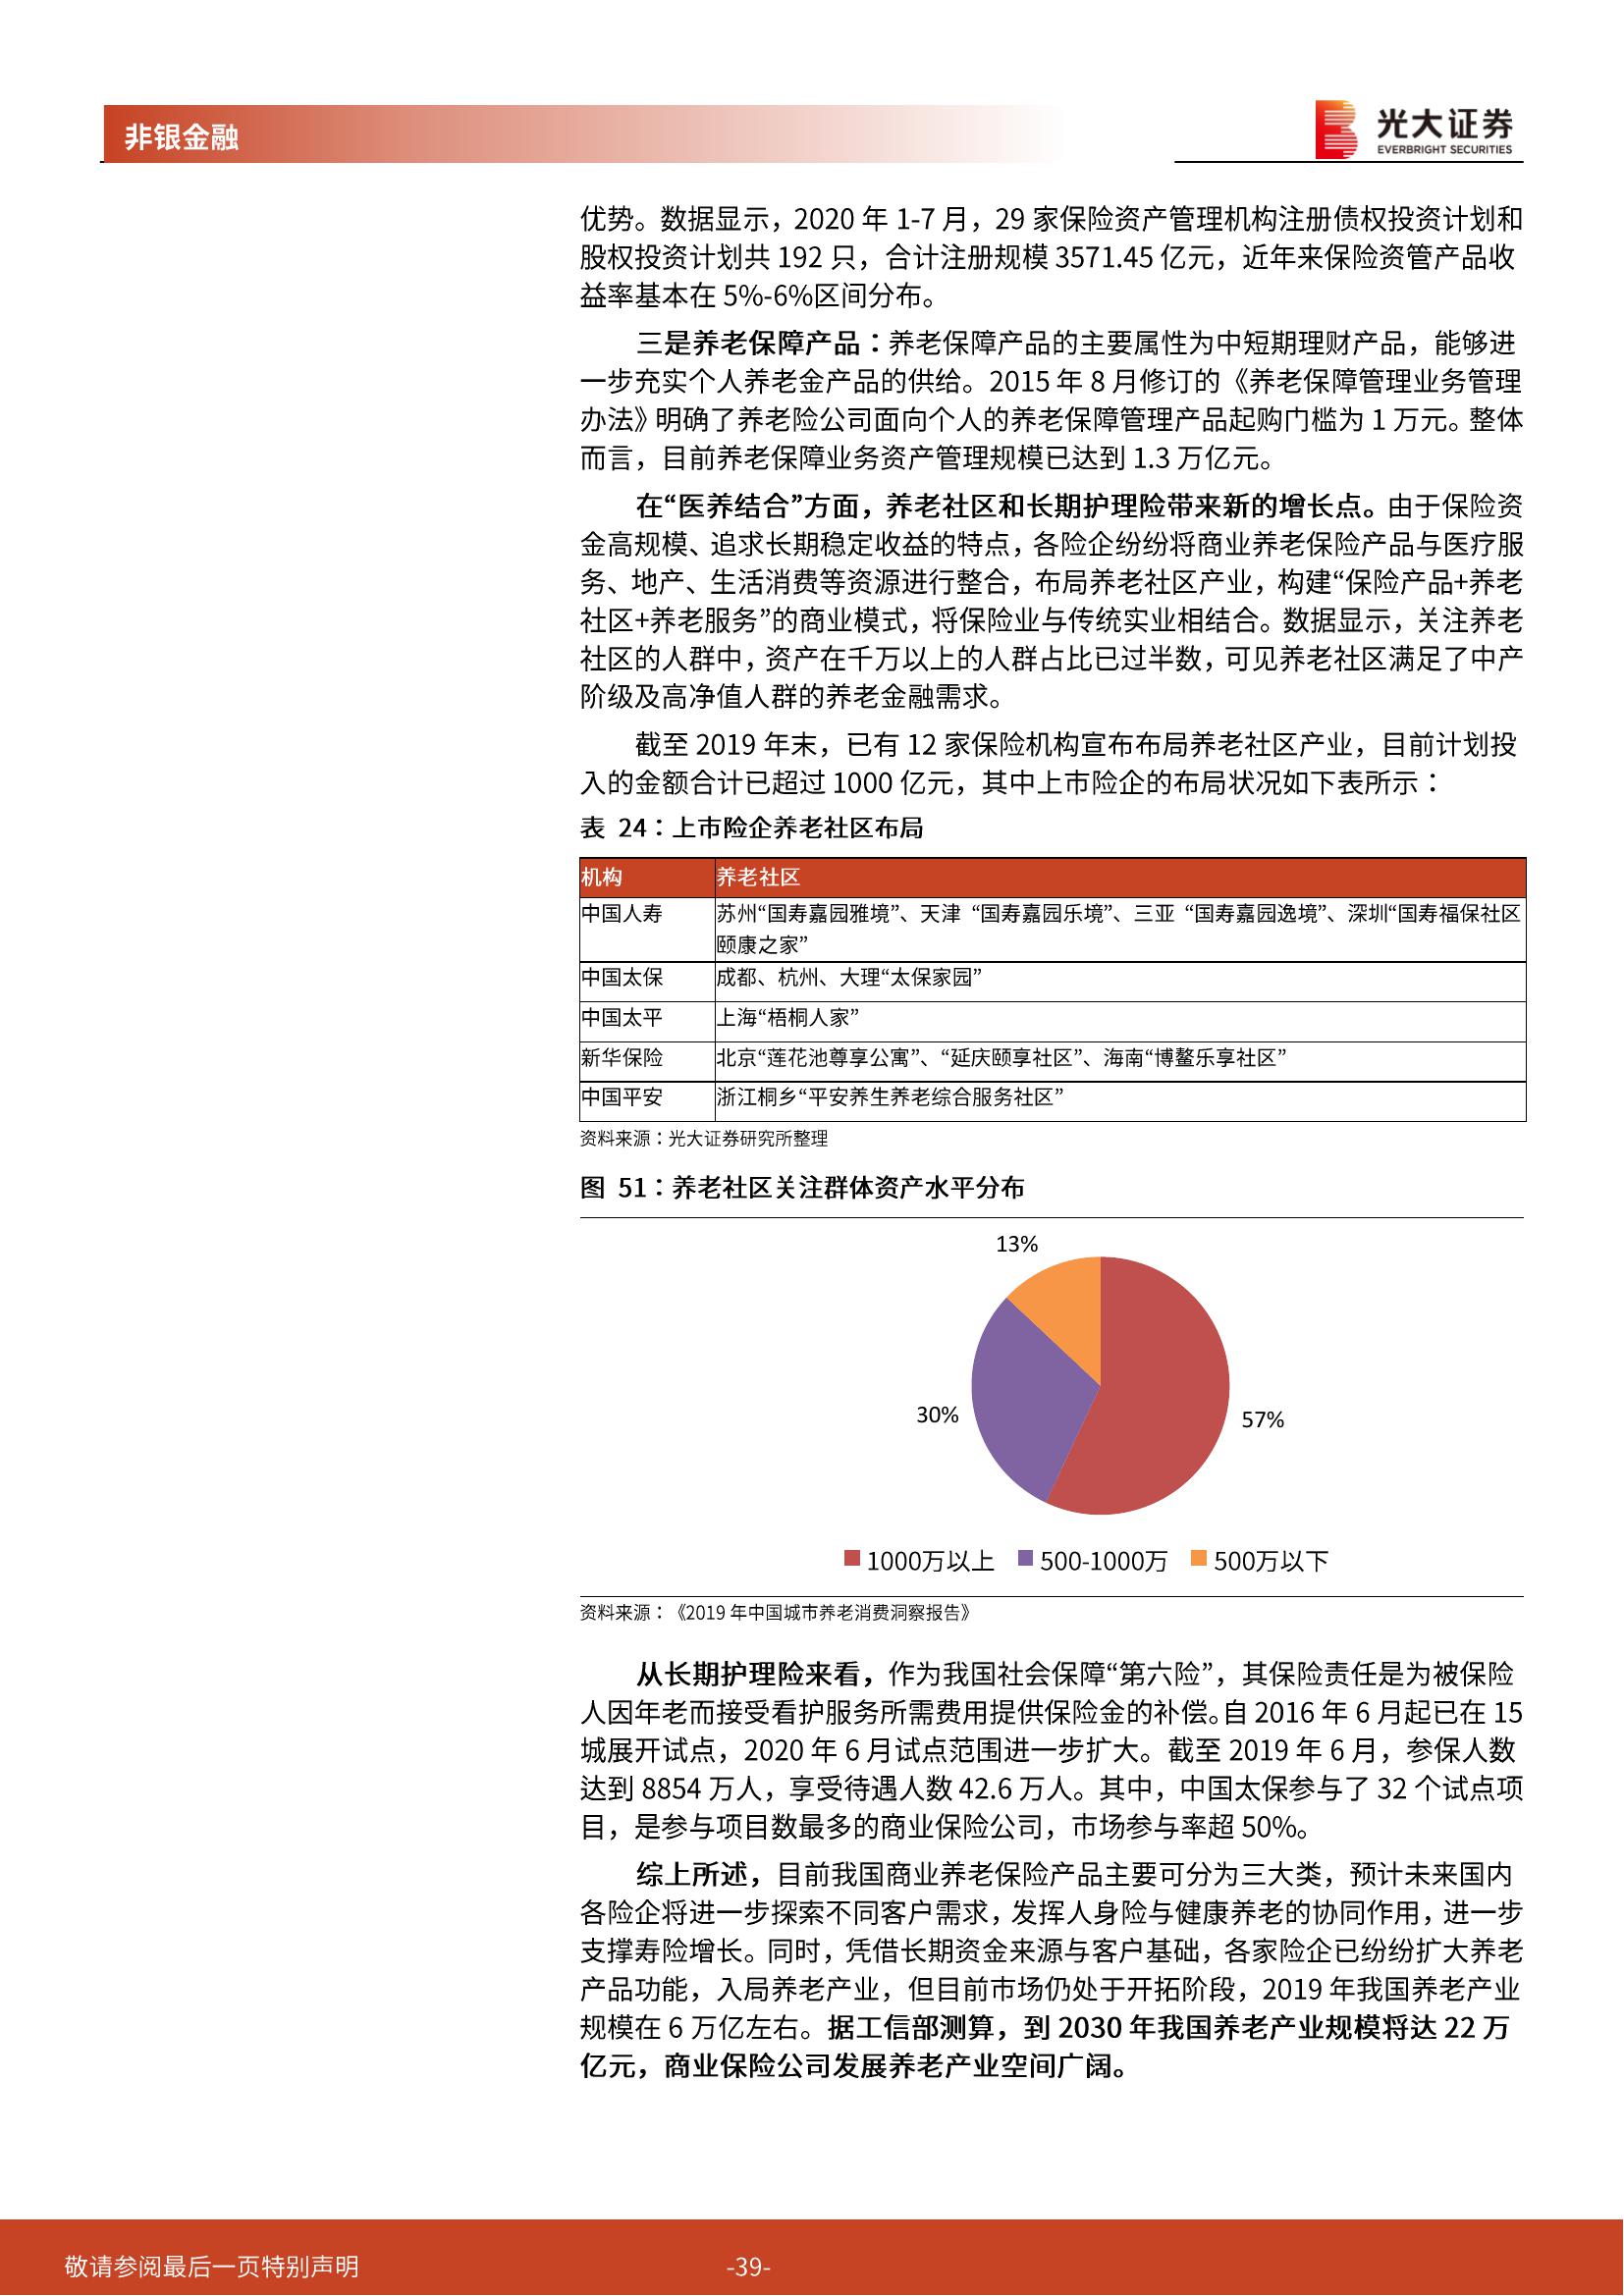 非银金融
光大证券
EVERBRIGHT SECURITIES
优势。数据显示，2020 年 1-7 月，29 家保险资产管理机构注册债权投资计划和
股权投资计划共 192 只，合计注册规模 3571.45 亿元，近年来保险资管产品收
益率基本在 5%-6%区间分布。
三是养老保障产品：养老保障产品的主要属性为中短期理财产品，能够进
一步充实个人养老金产品的供给。2015 年 8 月修订的《养老保障管理业务管理
办法》明确了养老险公司面向个人的养老保障管理产品起购门槛为 1 万元。整体
而言，目前养老保障业务资产管理规模已达到 1.3 万亿元。
在“医养结合”方面，养老社区和长期护理险带来新的增长点。由于保险资
金高规模、追求长期稳定收益的特点，各险企纷纷将商业养老保险产品与医疗服
务、地产、生活消费等资源进行整合，布局养老社区产业，构建“保险产品+养老
社区+养老服务”的商业模式，将保险业与传统实业相结合。数据显示，关注养老
社区的人群中，资产在千万以上的人群占比已过半数，可见养老社区满足了中产
阶级及高净值人群的养老金融需求。
截至 2019 年末，已有 12 家保险机构宣布布局养老社区产业，目前计划投
入的金额合计已超过 1000 亿元，其中上市险企的布局状况如下表所示：
表 24：上市险企养老社区布局
机构 养老社区
中国人寿 苏州“国寿嘉园雅境”、天津 “国寿嘉园乐境”、三亚 “国寿嘉园逸境”、深圳“国寿福保社区
颐康之家”
中国太保 成都、杭州、大理“太保家园”
中国太平 上海“梧桐人家”
新华保险 北京“莲花池尊享公寓”、“延庆颐享社区”、海南“博鳌乐享社区”
中国平安 浙江桐乡“平安养生养老综合服务社区”
资料来源：光大证券研究所整理
图 51：养老社区关注群体资产水平分布
13%
30%
57%
1000万以上 500-1000万 500万以下
资料来源：《2019 年中国城市养老消费洞察报告》
从长期护理险来看，作为我国社会保障“第六险”，其保险责任是为被保险
人因年老而接受看护服务所需费用提供保险金的补偿。自 2016 年 6 月起已在 15
城展开试点，2020 年 6 月试点范围进一步扩大。截至 2019 年 6 月，参保人数
达到 8854 万人，享受待遇人数 42.6 万人。其中，中国太保参与了 32 个试点项
目，是参与项目数最多的商业保险公司，市场参与率超 50%。
综上所述，目前我国商业养老保险产品主要可分为三大类，预计未来国内
各险企将进一步探索不同客户需求，发挥人身险与健康养老的协同作用，进一步
支撑寿险增长。同时，凭借长期资金来源与客户基础，各家险企已纷纷扩大养老
产品功能，入局养老产业，但目前市场仍处于开拓阶段，2019 年我国养老产业
规模在 6 万亿左右。据工信部测算，到 2030 年我国养老产业规模将达 22 万
亿元，商业保险公司发展养老产业空间广阔。
敬请参阅最后一页特别声明
-39-